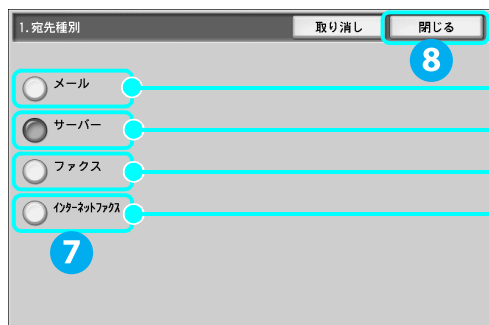 1.宛先種別
取り消し
閉じる
8
メール
サーバー
ファクス
インターネットファクス
7